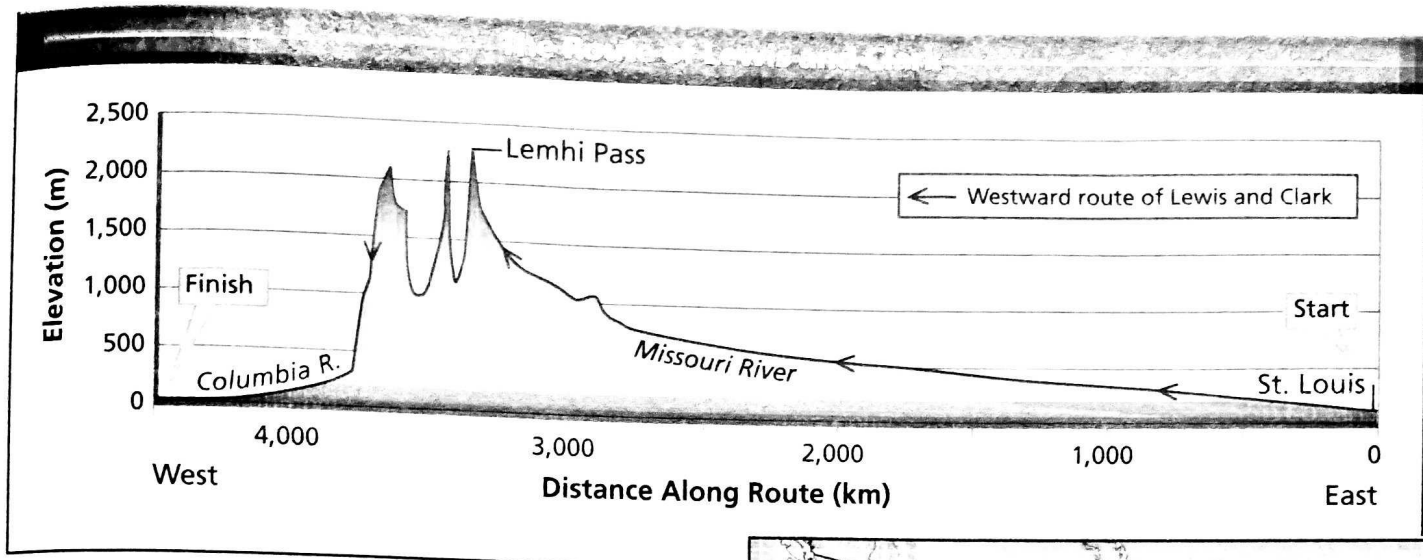 2,500
Lemhi Pass
2,000
Westward route of Lewis and Clark
1,500
Elevation (m)
1,000
Finish
Start
500
Missouri River
Columbia R.
St. Louis
0
4,000
3,000
2,000
1,000
0
West
Distance Along Route (km)
East